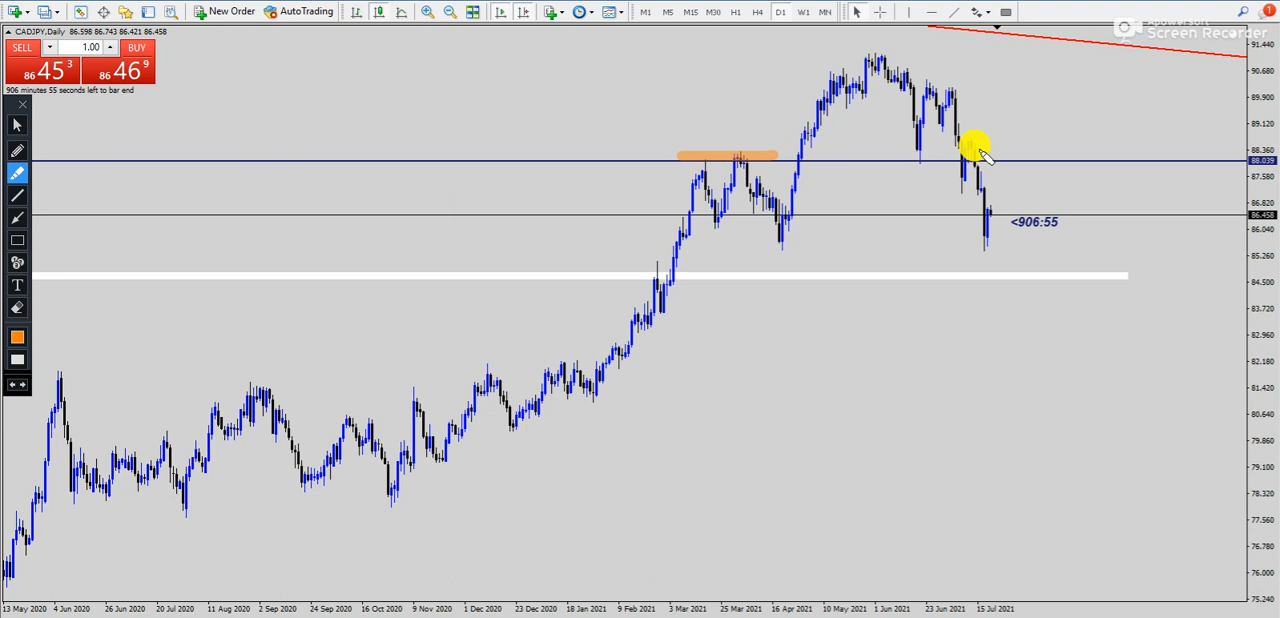 New Order AutoTrading M1 M5 M15 M30 H1 H4 D1 W1 MN 1
Apowersoft
Screen Recorder
CADJPY,Daily 86.598 86.743 86.421 86.458
SELL 1.00 BUY
86 45 3 86 46 9
906 minutes 55 seconds left to bar end
T
<906:55
91.440
90.680
89.900
89.120
88.360
88.039
87.580
86.820
86.458
86.040
85.260
84.500
83.720
82.960
82.180
81.420
80.640
79.860
79.100
78.320
77.560
76.780
76.000
75.240
13 May 2020 4 Jun 2020 26 Jun 2020 20 Jul 2020 11 Aug 2020 2 Sep 2020 24 Sep 2020 16 Oct 2020 9 Nov 2020 1 Dec 2020 23 Dec 2020 18 Jan 2021 9 Feb 2021 3 Mar 2021 25 Mar 2021 16 Apr 2021 10 May 2021 1 Jun 2021 23 Jun 2021 15 Jul 2021